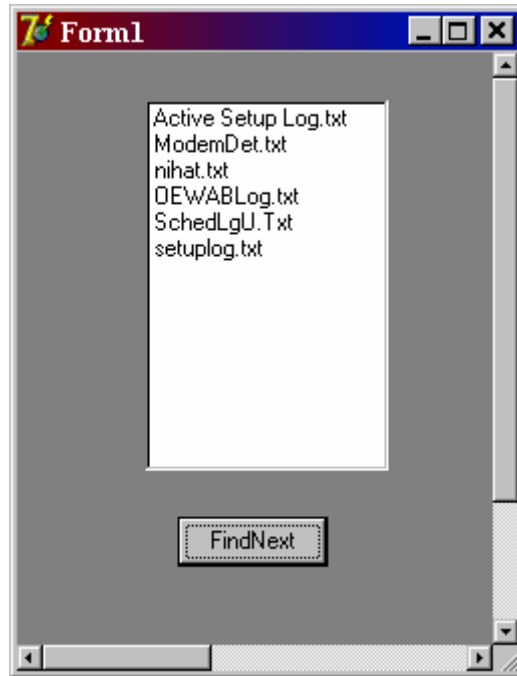 Form1
Active Setup Log.txt
ModemDet.txt
nihat.txt
OEWABLog.txt
SchedLgU.Txt
setuplog.txt
FindNext